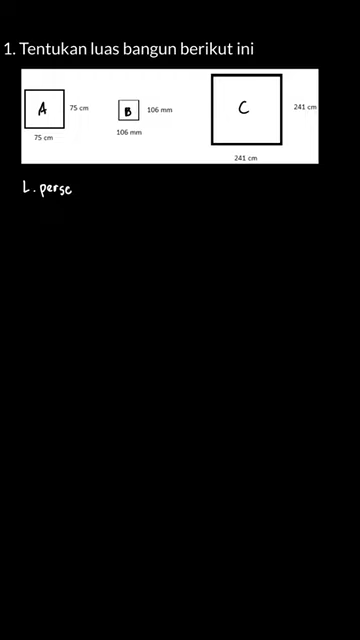 1. Tentukan luas bangun berikut ini
A 75 cm B 106 mm C 241 cm
75 cm 106 mm 241 cm
L. perse